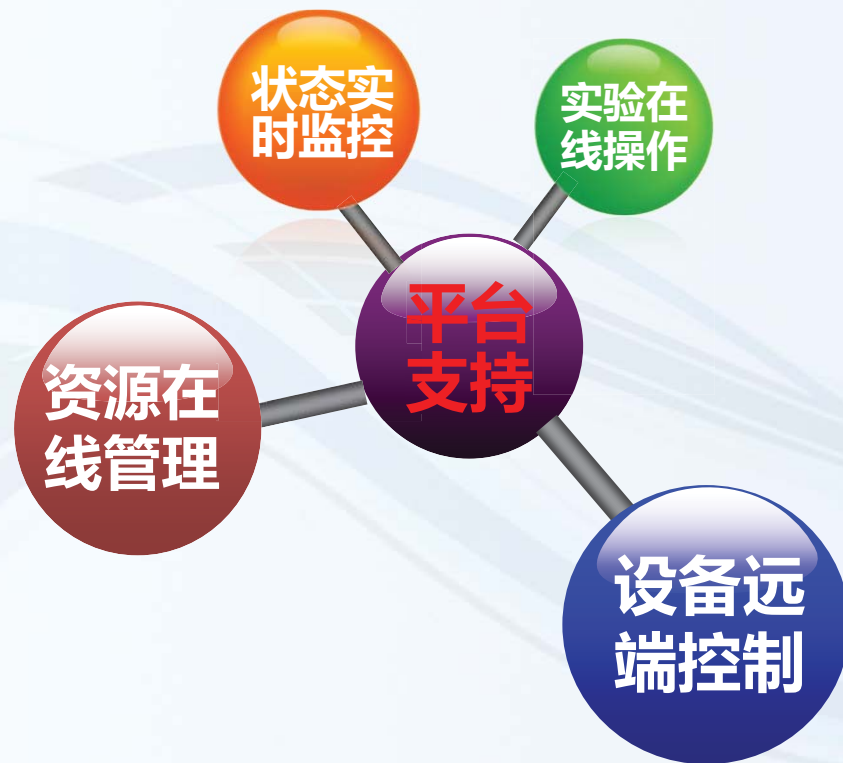 状态实
时监控
实验在
线操作
平台
支持
资源在
线管理
设备远
端控制